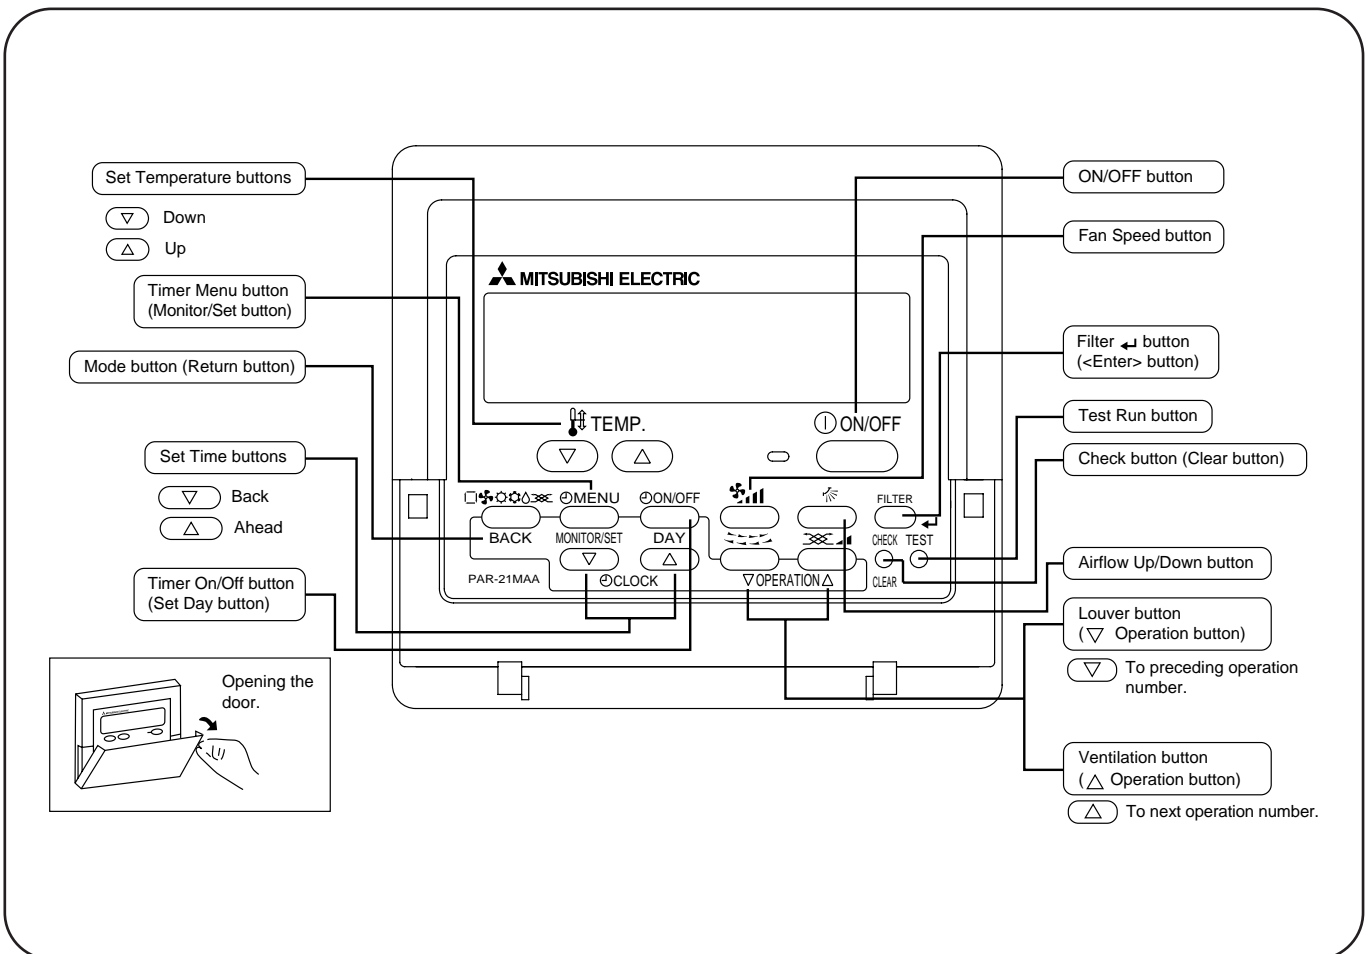 Set Temperature buttons
▽ Down
△ Up
Timer Menu button
(Monitor/Set button)
Mode button (Return button)
Set Time buttons
▽ Back
△ Ahead
Timer On/Off button
(Set Day button)
Opening the
door.
MITSUBISHI ELECTRIC
TEMP.
ON/OFF
▽ △
MENU
ON/OFF
FILTER
BACK
MONITOR/SET
DAY
CHECK TEST
▽ △
PAR-21MAA
CLOCK
▽ OPERATION △
CLEAR
ON/OFF button
Fan Speed button
Filter ↵ button
(<Enter> button)
Test Run button
Check button (Clear button)
Airflow Up/Down button
Louver button
(▽ Operation button)
▽ To preceding operation
number.
Ventilation button
(△ Operation button)
△ To next operation number.